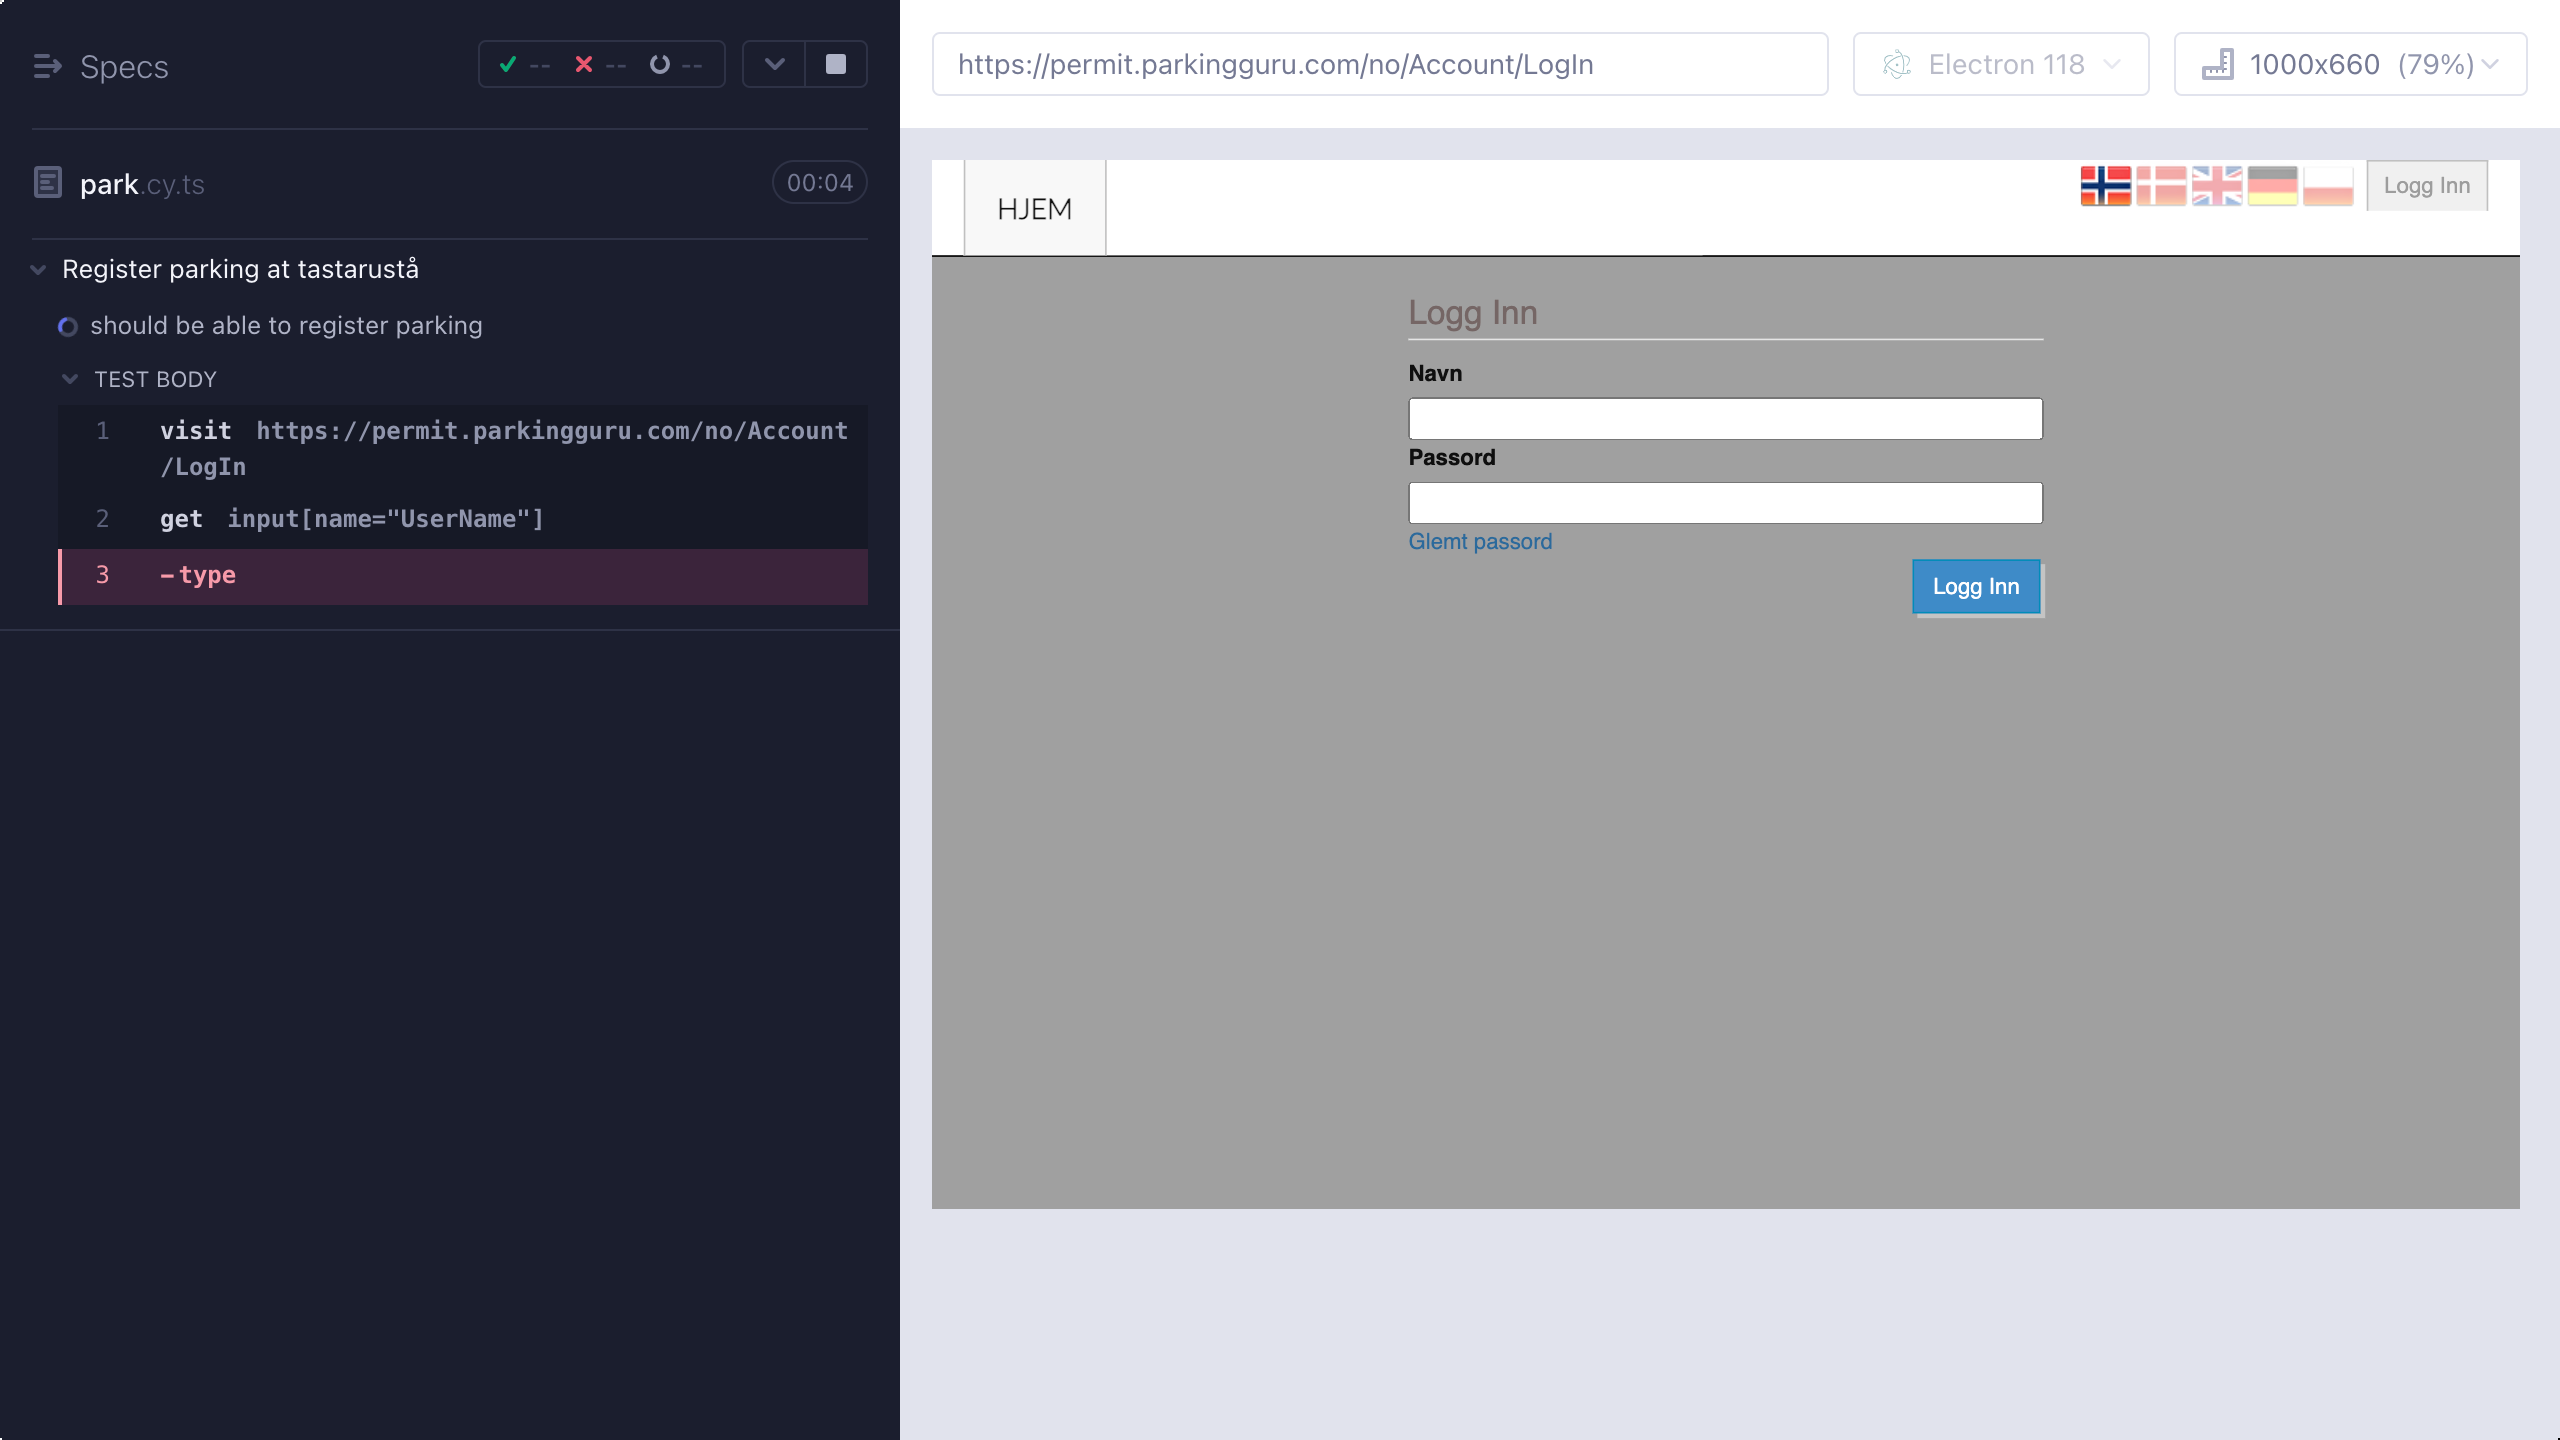 Specs
--
--
--
park.cy.ts
00:04
Register parking at tastarustå
should be able to register parking
TEST BODY
1 visit https://permit.parkingguru.com/no/Account
/LogIn
2 get input[name="UserName"]
3 -type
https://permit.parkingguru.com/no/Account/LogIn
Electron 118
1000x660 (79%)
HJEM
Logg Inn
Logg Inn
Navn
Passord
Glemt passord
Logg Inn